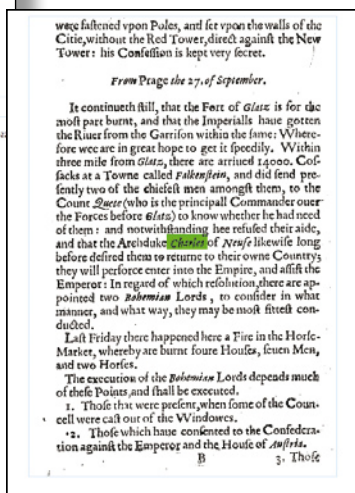 were faſtened vpon Poles, and ſet vpon the walls of the
Citie, without the Red Tower, direct againſt the New
Tower: his Confeſsion is kept very ſecret.
From Prage the 27. of September.
It continueth ſtill, that the Fort of Glatz is for the
moſt part burnt, and that the Imperialls haue gotten
the Riuer from the Garriſon within the ſame: Where-
fore wee are in great hope to get it ſpeedily. Within
three mile from Glatz, there are arriued 14000. Coſ-
ſacks at a Towne called Falkenſtein, and did ſend pre-
ſently two of the chiefeſt men amongſt them, to the
Count (who is the principall Commander ouer
the Forces before Glatz) to know whether he had need
of them: and notwithſtanding hee refuſed their aide,
and that the Archduke Charles of Neuſe likewiſe long
before deſired them to returne to their owne Country;
they will perforce enter into the Empire, and aſsiſt the
Emperor: In regard of which reſolution, there are ap-
pointed two Bohemian Lords, to conſider in what
manner, and what way, they may be moſt fitteſt con-
ducted.
Laſt Friday there happened here a Fire in the Horſe-
Market, whereby are burnt foure Houſes, ſeuen Men,
and two Horſes.
The execution of the Bohemian Lords depends much
of theſe Points, and ſhall be executed.
1. Thoſe that were preſent, when ſome of the Coun-
cell were caſt out of the Windowes.
2. Thoſe which haue conſented to the Confedera-
tion againſt the Emperor and the Houſe of Auſtria.
B 3. Thoſe